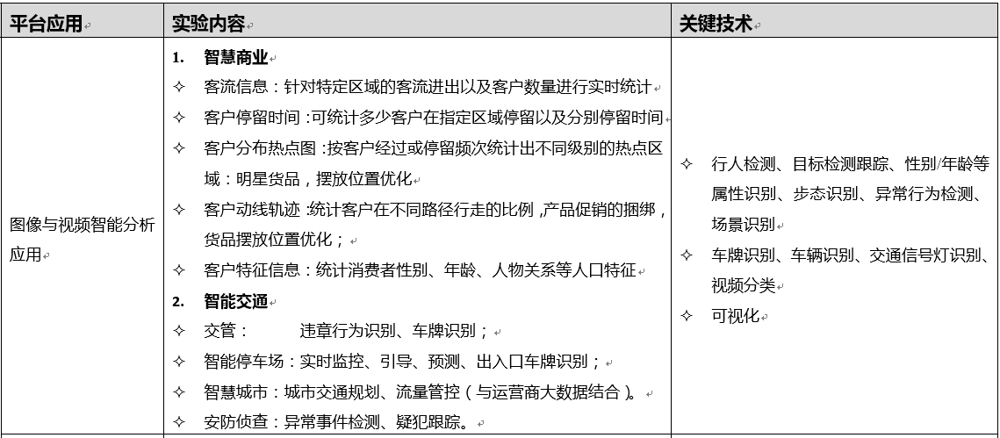 平台应用
实验内容
关键技术
图像与视频智能分析
应用
1. 智慧商业
✧ 客流信息：针对特定区域的客流进出以及客户数量进行实时统计
✧ 客户停留时间：可统计多少客户在指定区域停留以及分别停留时间
✧ 客户分布热点图：按客户经过或停留频次统计出不同级别的热点区
域：明星货品，摆放位置优化
✧ 客户动线轨迹：统计客户在不同路径行走的比例，产品促销的捆绑，
货品摆放位置优化；
✧ 客户特征信息：统计消费者性别、年龄、人物关系等人口特征
2. 智能交通
✧ 交管： 违章行为识别、车牌识别；
✧ 智能停车场：实时监控、引导、预测、出入口车牌识别；
✧ 智慧城市：城市交通规划、流量管控（与运营商大数据结合）。
✧ 安防侦查：异常事件检测、疑犯跟踪。
✧ 行人检测、目标检测跟踪、性别/年龄等
属性识别、步态识别、异常行为检测、
场景识别
✧ 车牌识别、车辆识别、交通信号灯识别、
视频分类
✧ 可视化